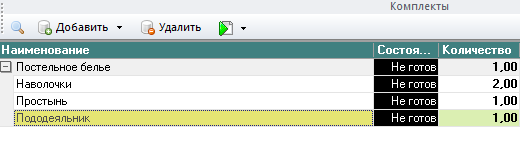 Комплекты
Добавить Удалить
Наименование Состоя... Количество
Постельное белье Не готов 1,00
Наволочки Не готов 2,00
Простынь Не готов 1,00
Пододеяльник Не готов 1,00